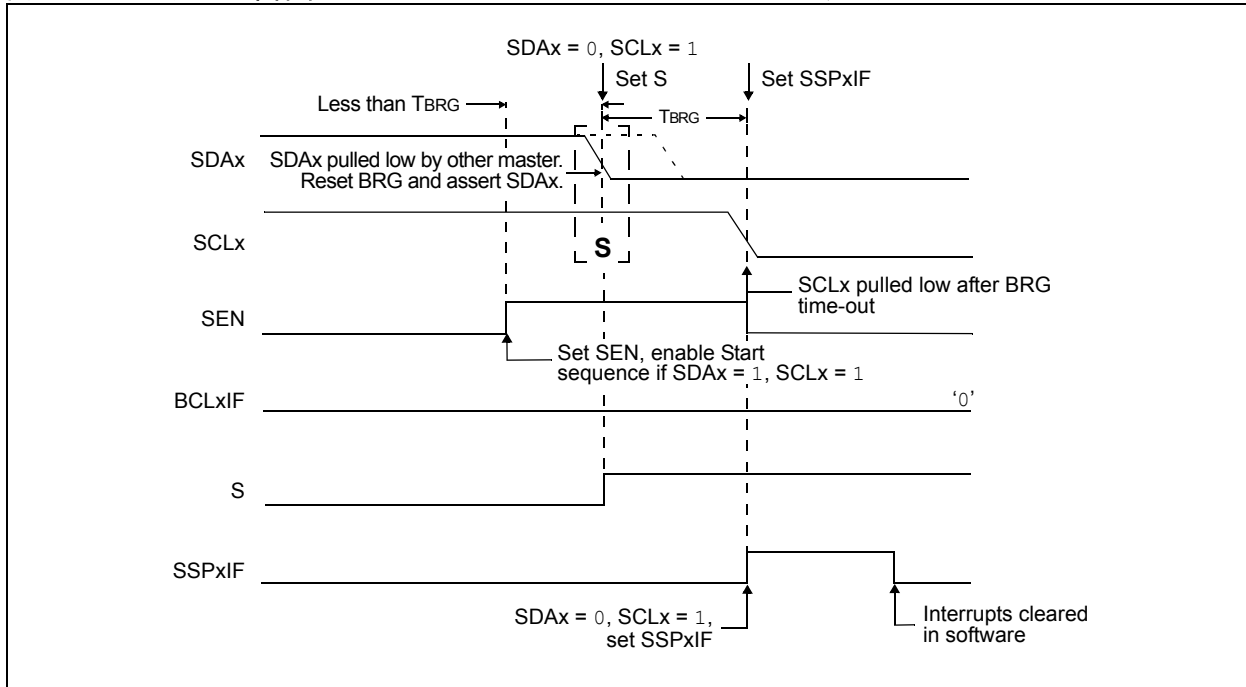 SDAx = 0, SCLx = 1
Set S
Set SSPxIF
Less than TBRG
TBRG
SDAx
SDAx pulled low by other master.
Reset BRG and assert SDAx.
SCLx
S
SCLx pulled low after BRG
time-out
SEN
Set SEN, enable Start
sequence if SDAx = 1, SCLx = 1
BCLxIF
‘0’
S
SSPxIF
SDAx = 0, SCLx = 1,
set SSPxIF
Interrupts cleared
in software